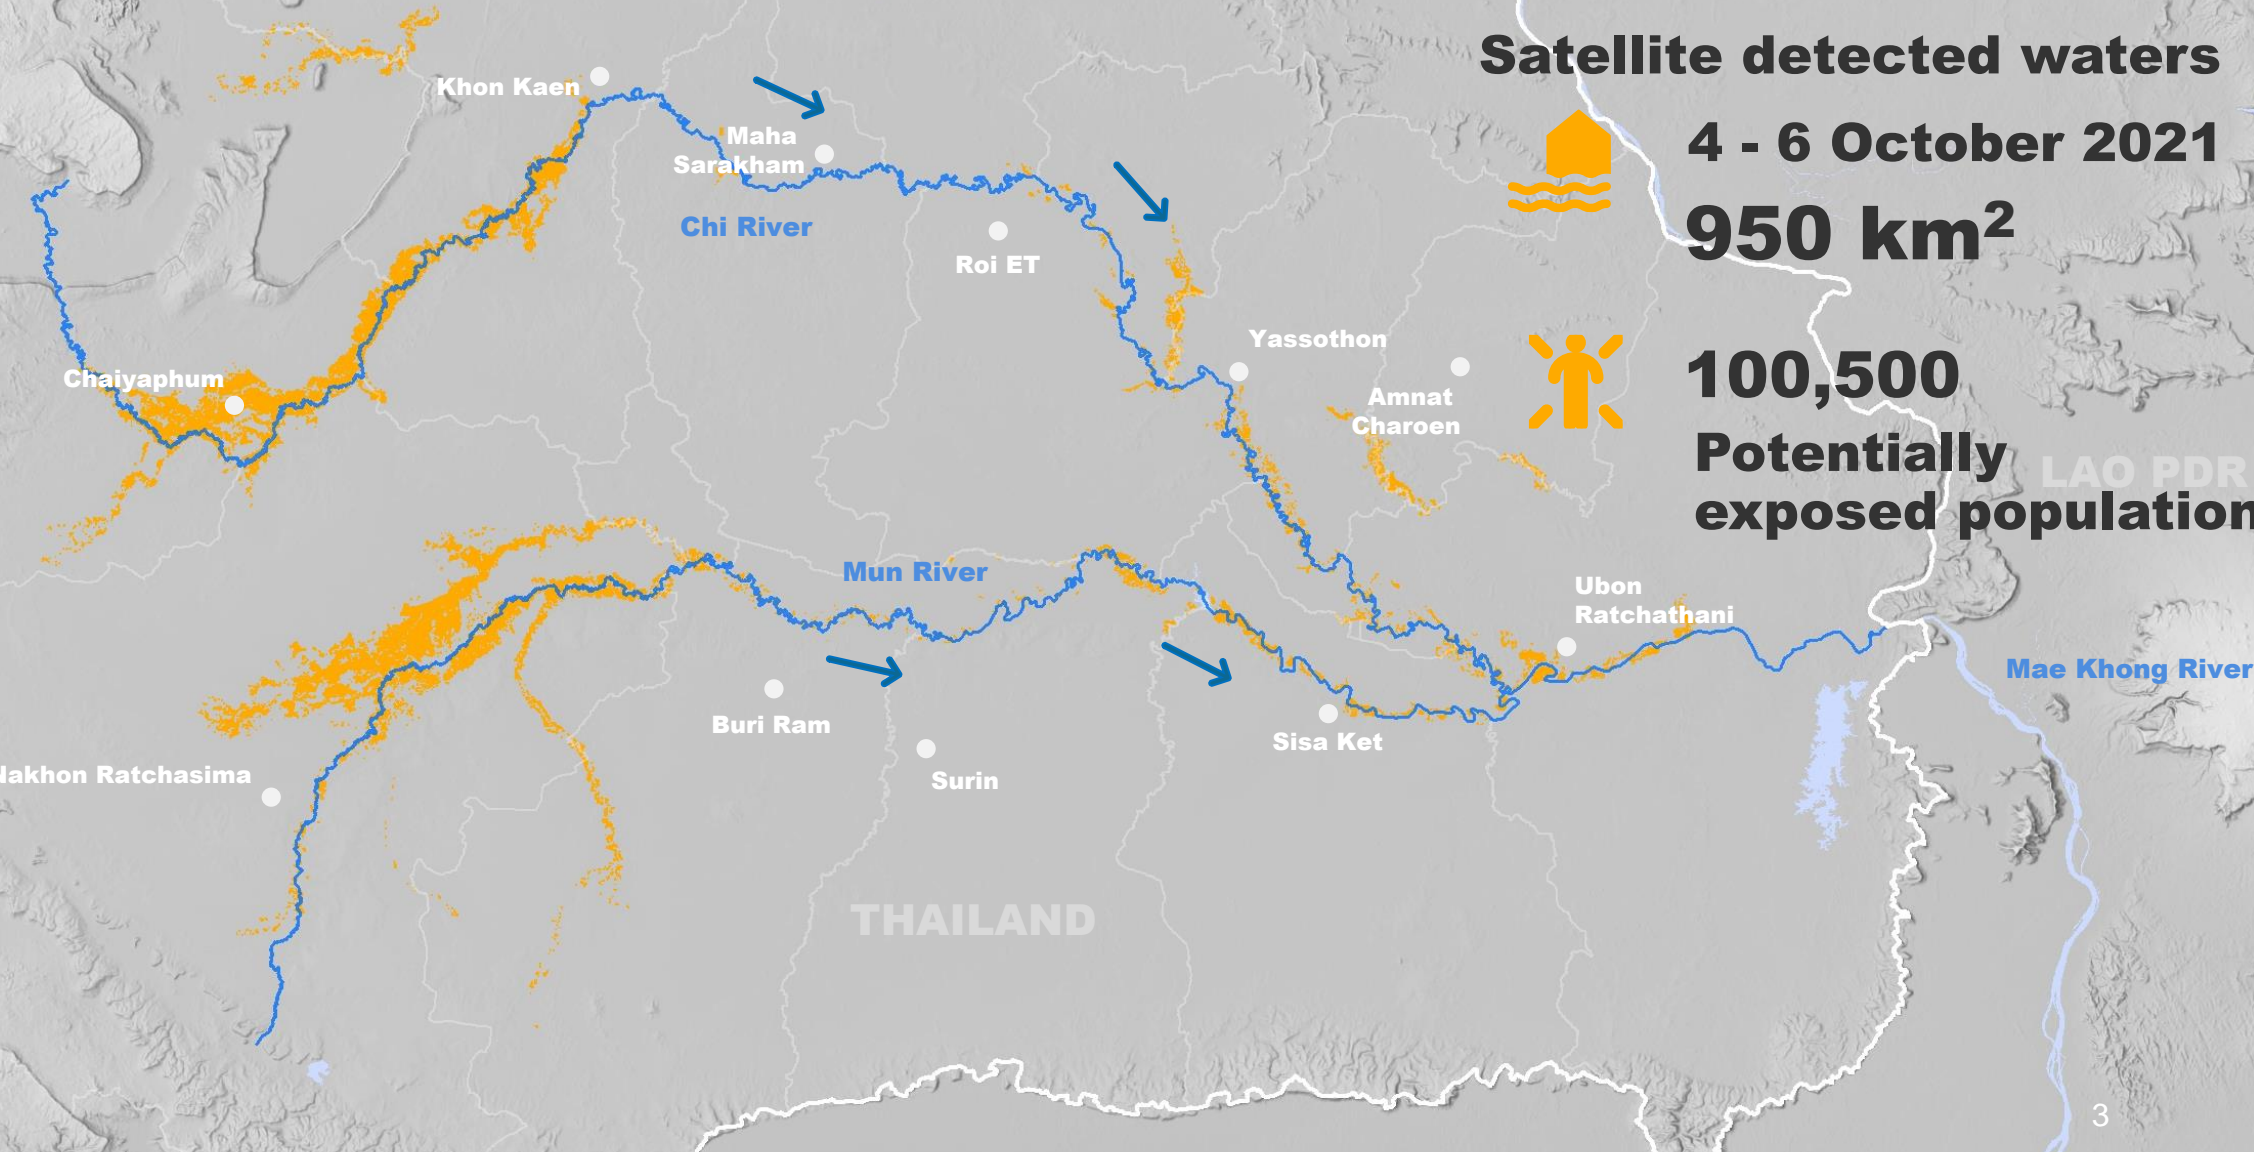 Satellite detected waters
4 - 6 October 2021
950 km²
100,500
Potentially
exposed population
Khon Kaen
Maha
Sarakham
Chi River
Roi ET
Yassothon
Chaiyaphum
Amnat
Charoen
LAO PDR
Mun River
Ubon
Ratchathani
Mae Khong River
Buri Ram
Sisa Ket
Nakhon Ratchasima
Surin
THAILAND
3